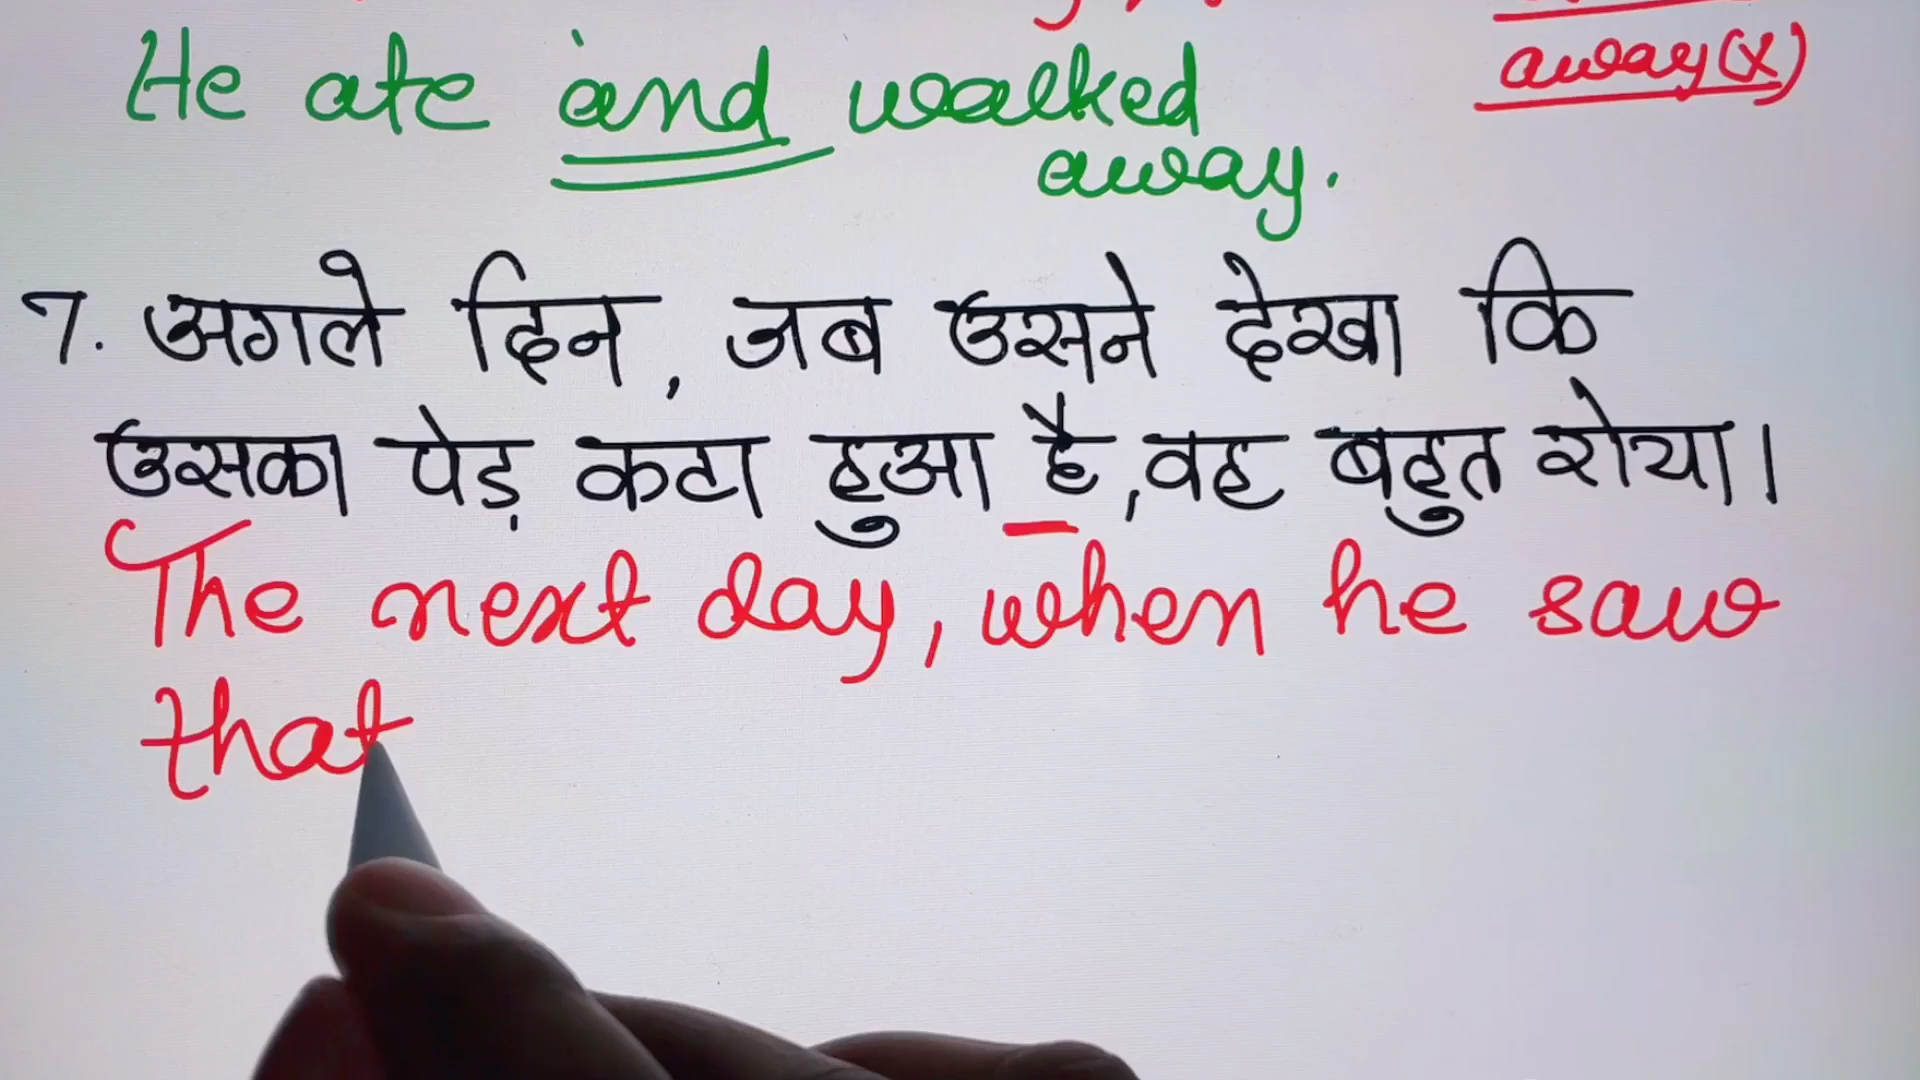 away(x)
He ate and walked
away.
7. अगले दिन, जब उसने देखा कि
उसका पेड़ कटा हुआ है, वह बहुत रोया।
The next day, when he saw
that